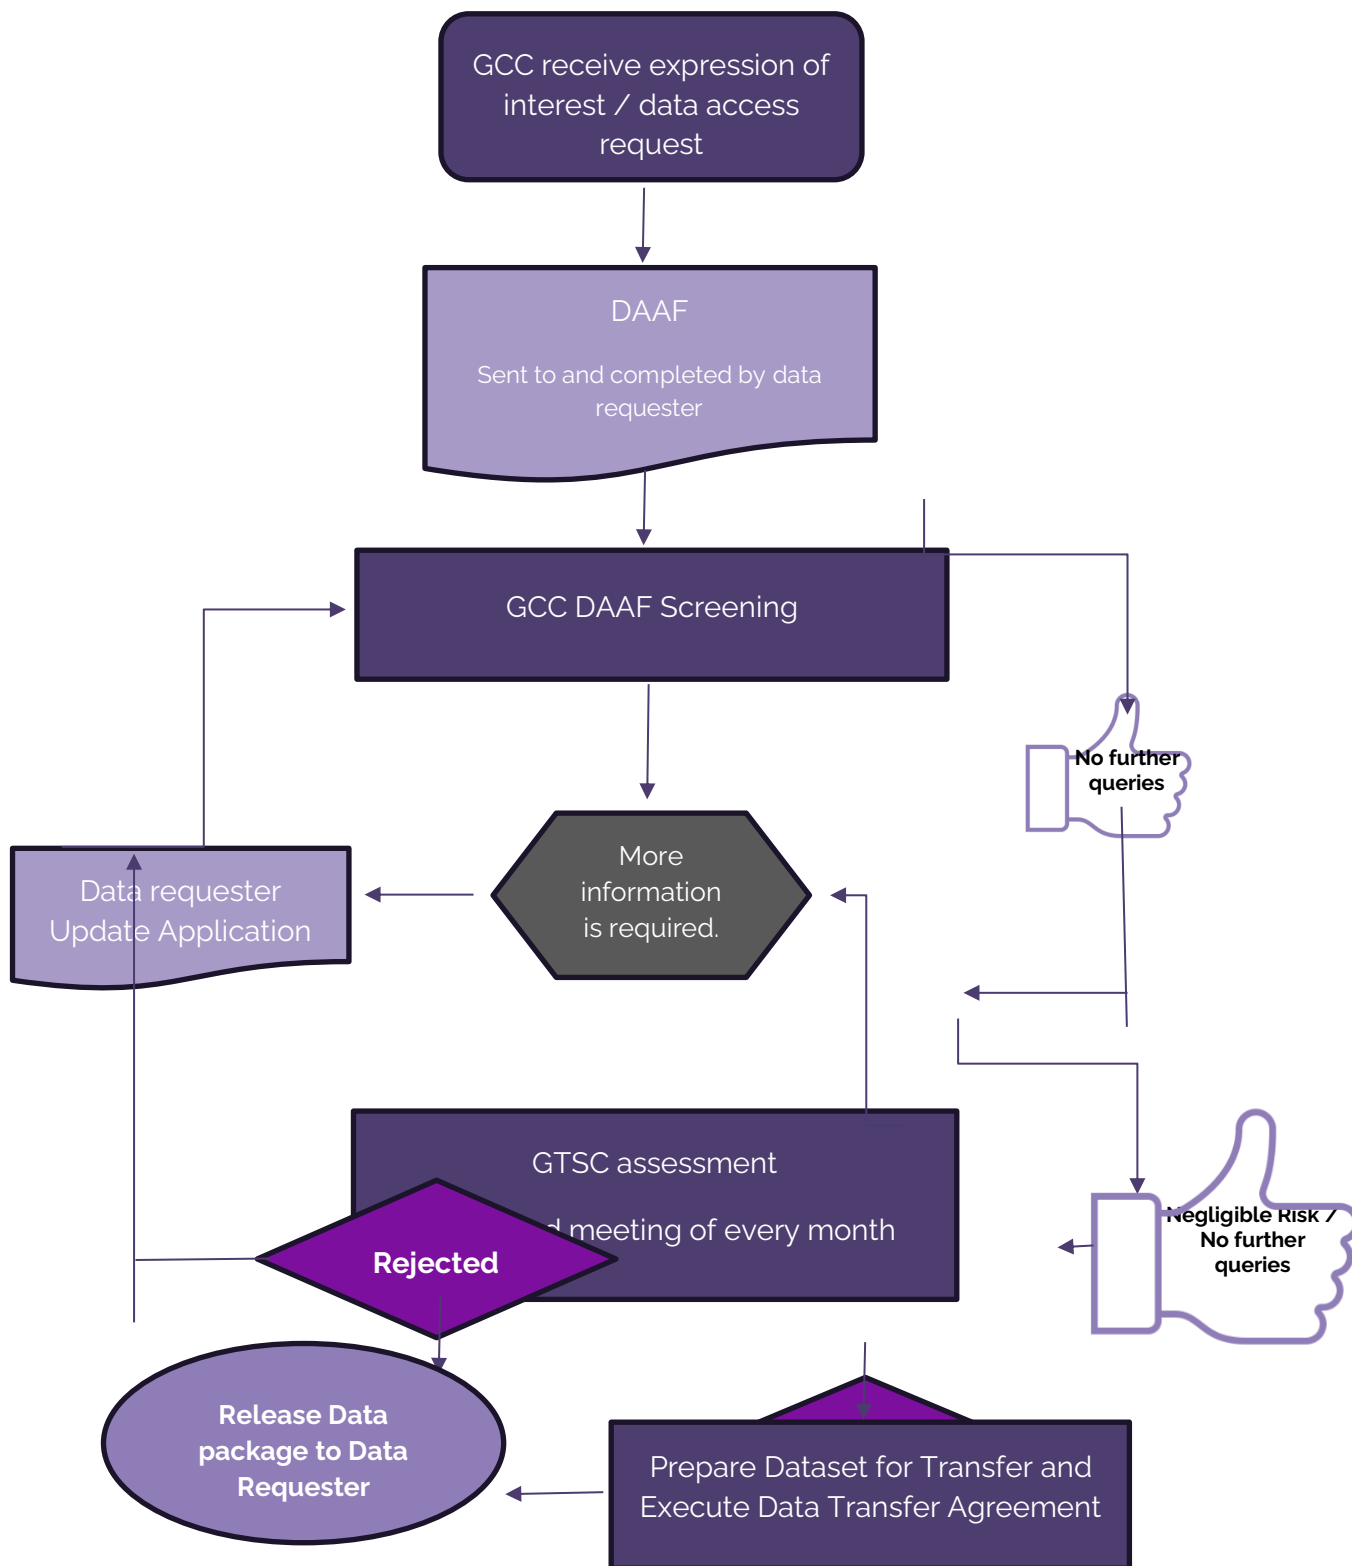 GCC receive expression of
interest / data access
request
DAAF
Sent to and completed by data
requester
GCC DAAF Screening
No further
queries
More
information
is required.
Data requester
Update Application
GTSC assessment
meeting of every month
Negligible Risk /
No further
queries
Rejected
Release Data
package to Data
Requester
Prepare Dataset for Transfer and
Execute Data Transfer Agreement